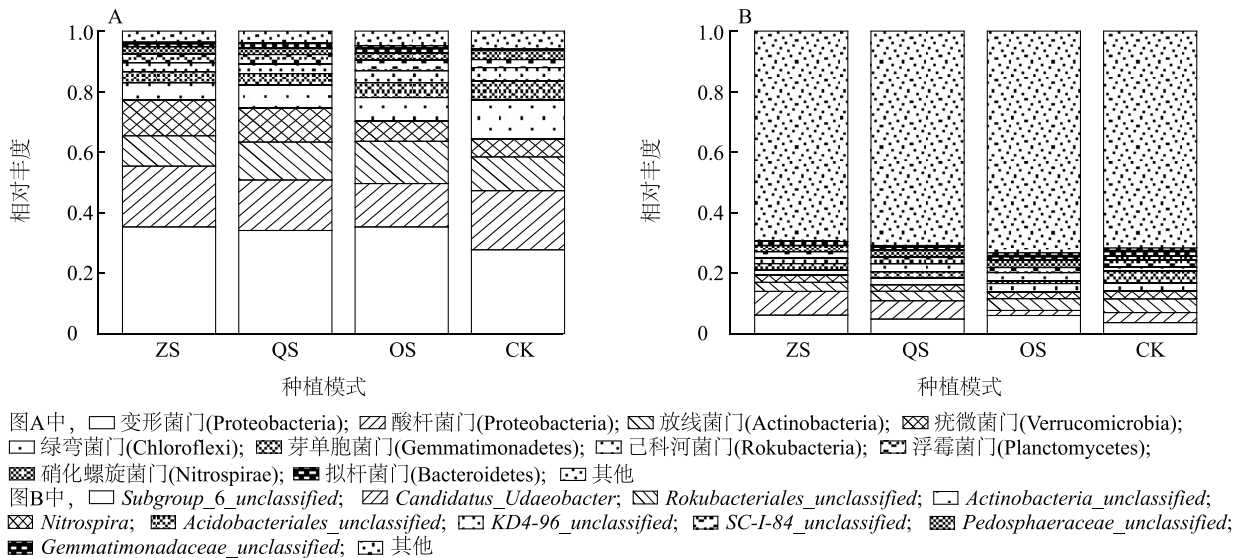 A
B
1.0
0.8
0.6
0.4
0.2
0
相对丰度
ZS QS OS CK
种植模式
1.0
0.8
0.6
0.4
0.2
0
相对丰度
ZS QS OS CK
种植模式
图A中, 变形菌门(Proteobacteria); 酸杆菌门(Proteobacteria); 放线菌门(Actinobacteria); 疣微菌门(Verrucomicrobia);
绿弯菌门(Chloroflexi); 芽单胞菌门(Gemmatimonadetes); 己科河菌门(Rokubacteria); 浮霉菌门(Planctomycetes);
硝化螺旋菌门(Nitrospirae); 拟杆菌门(Bacteroidetes); 其他
图B中, Subgroup_6_unclassified; Candidatus_Udaeobacter; Rokubacteriales_unclassified; Actinobacteria_unclassified;
Nitrospira; Acidobacteriales_unclassified; KD4-96_unclassified; SC-I-84_unclassified; Pedosphaeraceae_unclassified;
Gemmatimonadaceae_unclassified; 其他